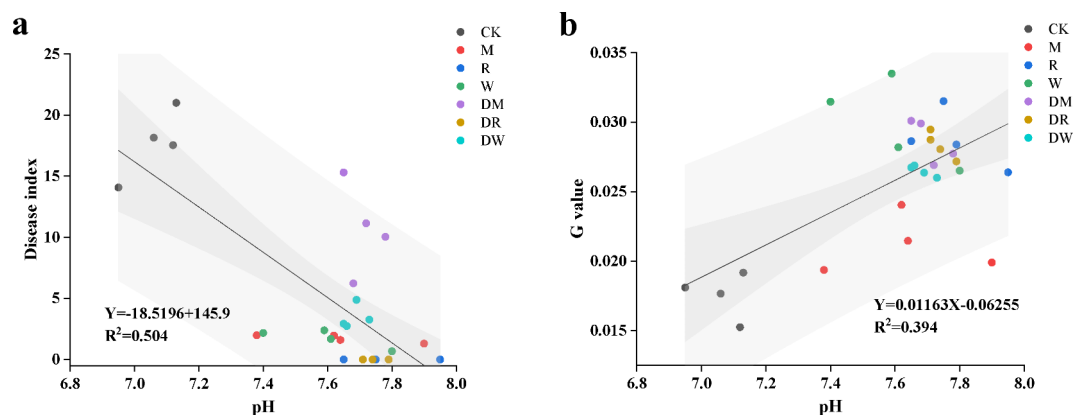 a
Disease index
25
20
15
10
5
0
6.8
7.0
7.2
7.4
7.6
7.8
8.0
pH
Y=-18.5196+145.9
R²=0.504
CK
M
R
W
DM
DR
DW
b
G value
0.035
0.030
0.025
0.020
0.015
6.8
7.0
7.2
7.4
7.6
7.8
8.0
pH
Y=0.01163X-0.06255
R²=0.394
CK
M
R
W
DM
DR
DW